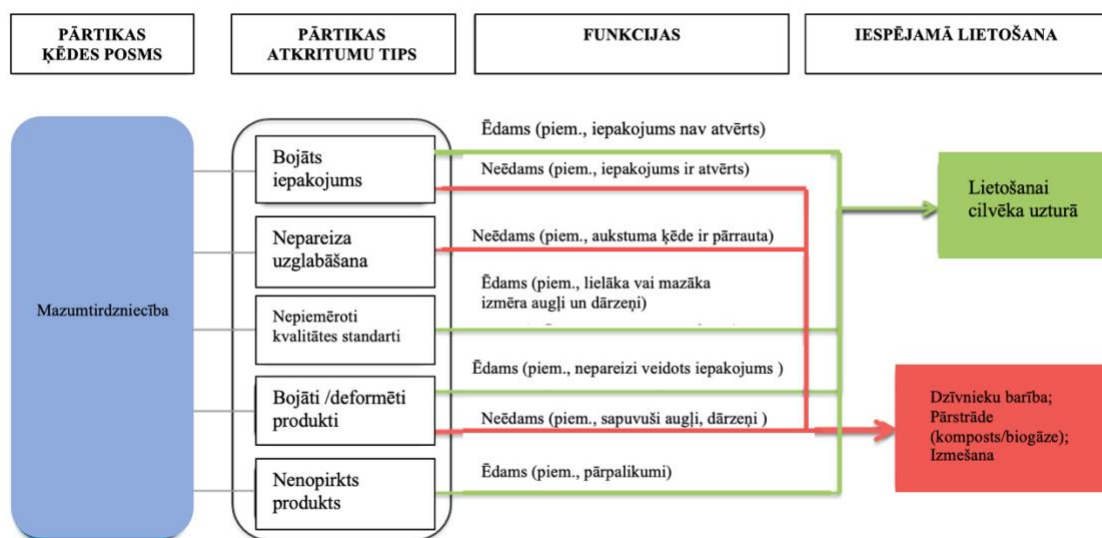 PĀRTIKAS
ĶĒDES POSMS
PĀRTIKAS
ATKRITUMU TIPS
FUNKCIJAS
IESPĒJAMĀ LIETOŠANA
Mazumtirdzniecība
Bojāts
iepakojums
Nepareiza
uzglabāšana
Nepiemēroti
kvalitātes standarti
Bojāti /deformēti
produkti
Nenopirkts
produkts
Ēdams (piem., iepakojums nav atvērts)
Neēdams (piem., iepakojums ir atvērts)
Neēdams (piem., aukstuma ķēde ir pārrauta)
Ēdams (piem., lielāka vai mazāka
izmēra augļi un dārzeņi)
Ēdams (piem., nepareizi veidots iepakojums )
Neēdams (piem., sapuvuši augļi, dārzeņi )
Ēdams (piem., pārpalikumi)
Lietošanai
cilvēka uzturā
Dzīvnieku barība;
Pārstrāde
(komposts/biogāze);
Izmešana